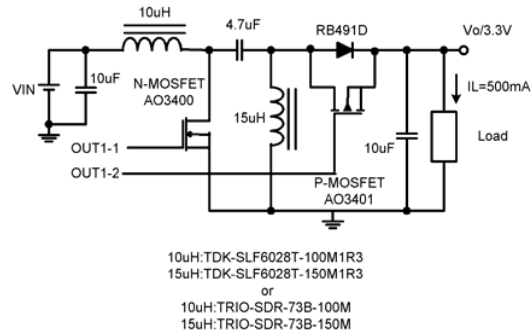 10uH
4.7uF
RB491D
Vo/3.3V
VIN
10uF
N-MOSFET
AO3400
15uH
IL=500mA
10uF
Load
OUT1-1
OUT1-2
P-MOSFET
AO3401
10uH:TDK-SLF6028T-100M1R3
15uH:TDK-SLF6028T-150M1R3
or
10uH:TRIO-SDR-73B-100M
15uH:TRIO-SDR-73B-150M